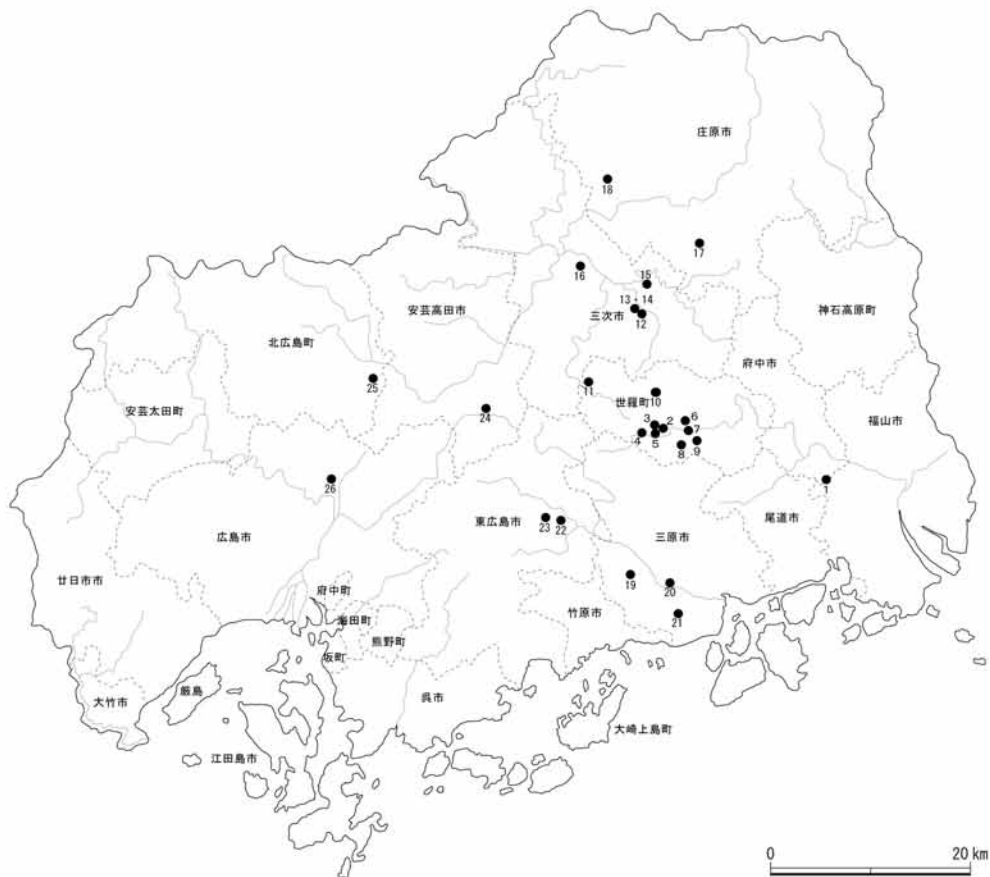 庄原市
18
17
16
15
13・14
三次市
12
安芸高田市
神石高原町
北広島町
府中市
25
11
世羅町
10
安芸太田町
24
福山市
3
2
6
4
5
7
8
9
26
1
広島市
東広島市
23
22
三原市
尾道市
廿日市市
19
20
府中町
竹原市
21
海田町
熊野町
坂町
大竹市
厳島
呉市
大崎上島町
江田島市
0
20 km